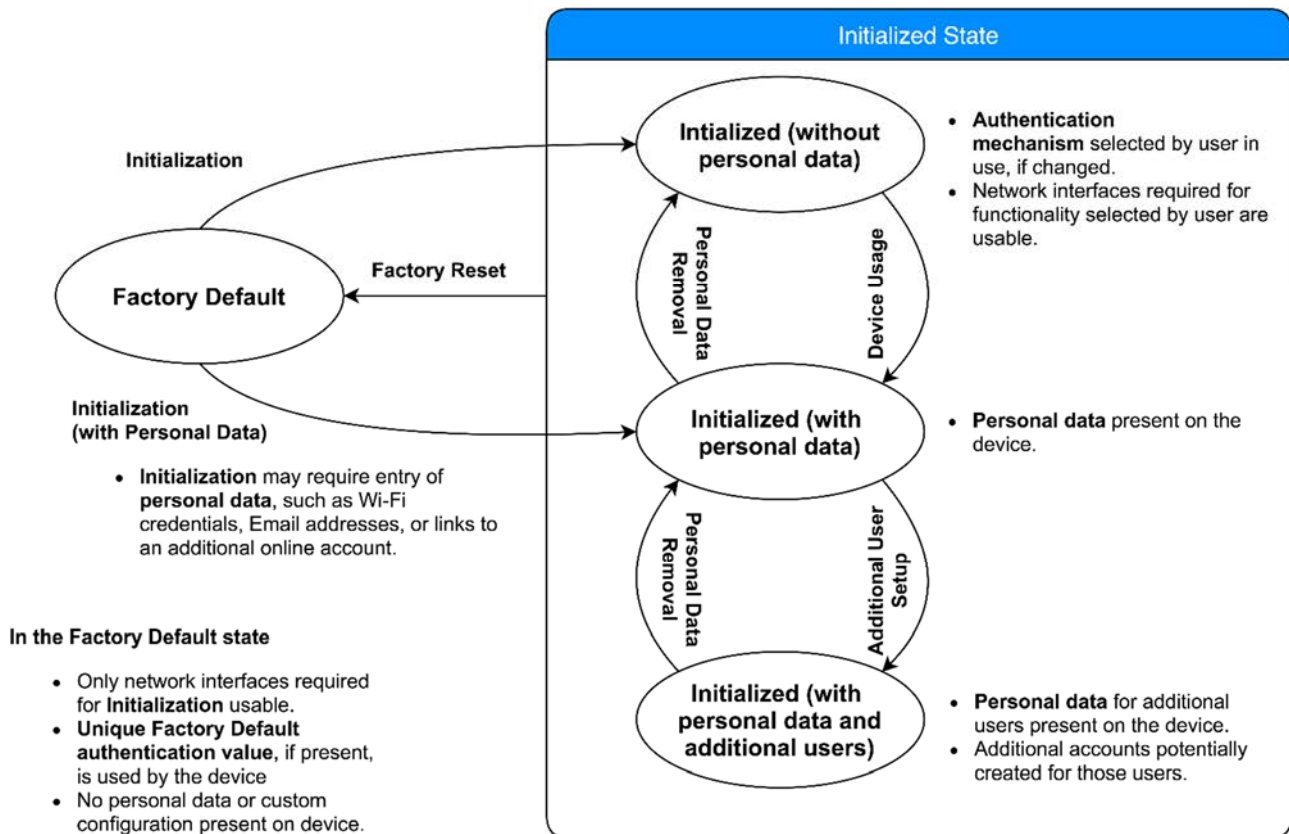 Initialized State
Intialized (without
personal data)
• Authentication
mechanism selected by user in
use, if changed.
• Network interfaces required for
functionality selected by user are
usable.
Initialization
Personal Data
Removal
Device Usage
Factory Reset
Factory Default
Initialization
(with Personal Data)
Initialized (with
personal data)
• Personal data present on the
device.
• Initialization may require entry of
personal data, such as Wi-Fi
credentials, Email addresses, or links to
an additional online account.
Personal Data
Removal
Additional User
Setup
In the Factory Default state
• Only network interfaces required
for Initialization usable.
• Unique Factory Default
authentication value, if present,
is used by the device
• No personal data or custom
configuration present on device.
Initialized (with
personal data and
additional users)
• Personal data for additional
users present on the device.
• Additional accounts potentially
created for those users.